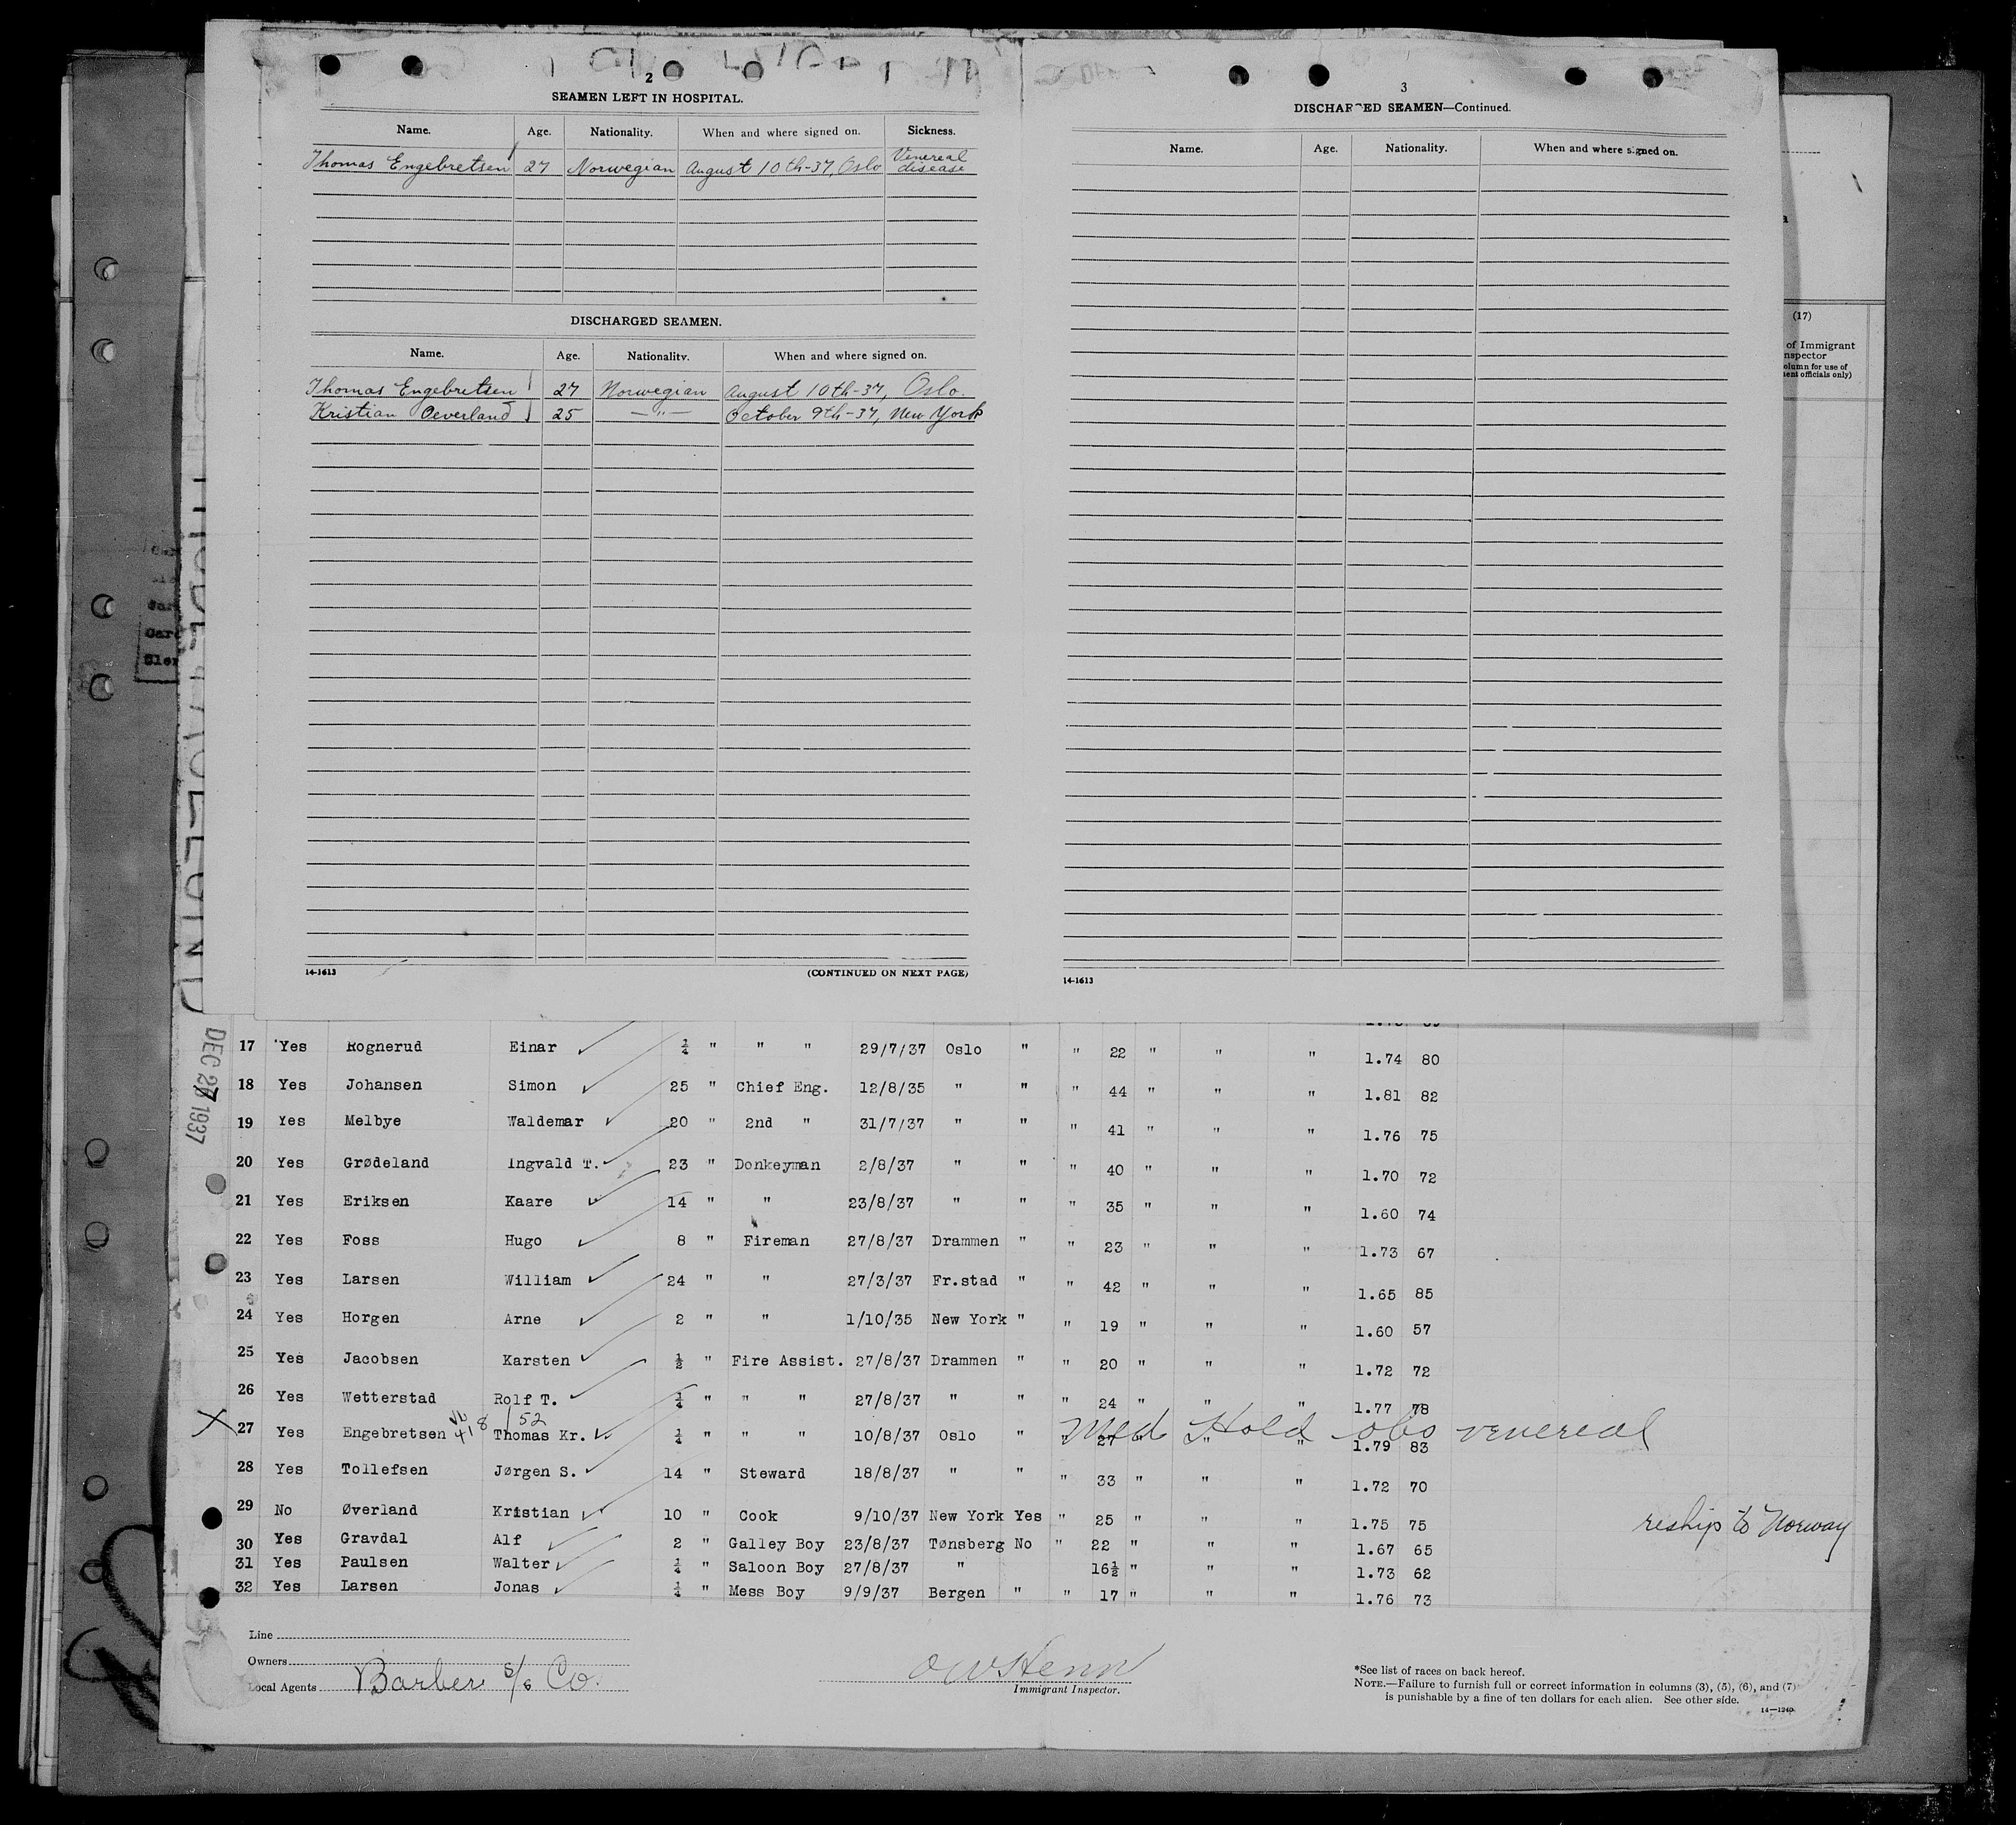 2
SEAMEN LEFT IN HOSPITAL.
Name. Age. Nationality. When and where signed on. Sickness.
Thomas Engebretsen 27 Norwegian August 10th-37, Oslo Venereal disease
DISCHARGED SEAMEN.
Name. Age. Nationality. When and where signed on.
Thomas Engebretsen 27 Norwegian August 10th-37, Oslo.
Kristian Oeverland 25 —"— October 9th-37, New York
14-1613 (CONTINUED ON NEXT PAGE)
3
DISCHARGED SEAMEN—Continued.
Name. Age. Nationality. When and where signed on.
14-1613
(17)
of Immigrant
nspector
olumn for use of
ent officials only)
DEC 27 1937
17 Yes Rognerud Einar ¼ " " " 29/7/37 Oslo " " 22 " " " 1.74 80
18 Yes Johansen Simon 25 " Chief Eng. 12/8/35 " " " 44 " " " 1.81 82
19 Yes Melbye Waldemar 20 " 2nd " 31/7/37 " " " 41 " " " 1.76 75
20 Yes Grødeland Ingvald T. 23 " Donkeyman 2/8/37 " " " 40 " " " 1.70 72
21 Yes Eriksen Kaare 14 " " 23/8/37 " " " 35 " " " 1.60 74
22 Yes Foss Hugo 8 " Fireman 27/8/37 Drammen " " 23 " " " 1.73 67
23 Yes Larsen William 24 " " 27/3/37 Fr.stad " " 42 " " " 1.65 85
24 Yes Horgen Arne 2 " " 1/10/35 New York " " 19 " " " 1.60 57
25 Yes Jacobsen Karsten ½ " Fire Assist. 27/8/37 Drammen " " 20 " " " 1.72 72
26 Yes Wetterstad Rolf T. ¼ " " " 27/8/37 " " " 24 " " " 1.77 78
152
418
X 27 Yes Engebretsen Thomas Kr. ¼ " " " 10/8/37 Oslo " " 27 " " " 1.79 83
Med Hold obs venereal
28 Yes Tollefsen Jørgen S. 14 " Steward 18/8/37 " " " 33 " " " 1.72 70
29 No Øverland Kristian 10 " Cook 9/10/37 New York Yes " 25 " " " 1.75 75 reship to Norway
30 Yes Gravdal Alf 2 " Galley Boy 23/8/37 Tønsberg No " 22 " " " 1.67 65
31 Yes Paulsen Walter ¼ " Saloon Boy 27/8/37 " 16½ " " " 1.73 62
32 Yes Larsen Jonas ¼ " Mess Boy 9/9/37 Bergen " " 17 " " " 1.76 73
Line
Owners
Local Agents Barber S/S Co.
Immigrant Inspector.
*See list of races on back hereof.
NOTE.—Failure to furnish full or correct information in columns (3), (5), (6), and (7)
is punishable by a fine of ten dollars for each alien. See other side.
14—1240